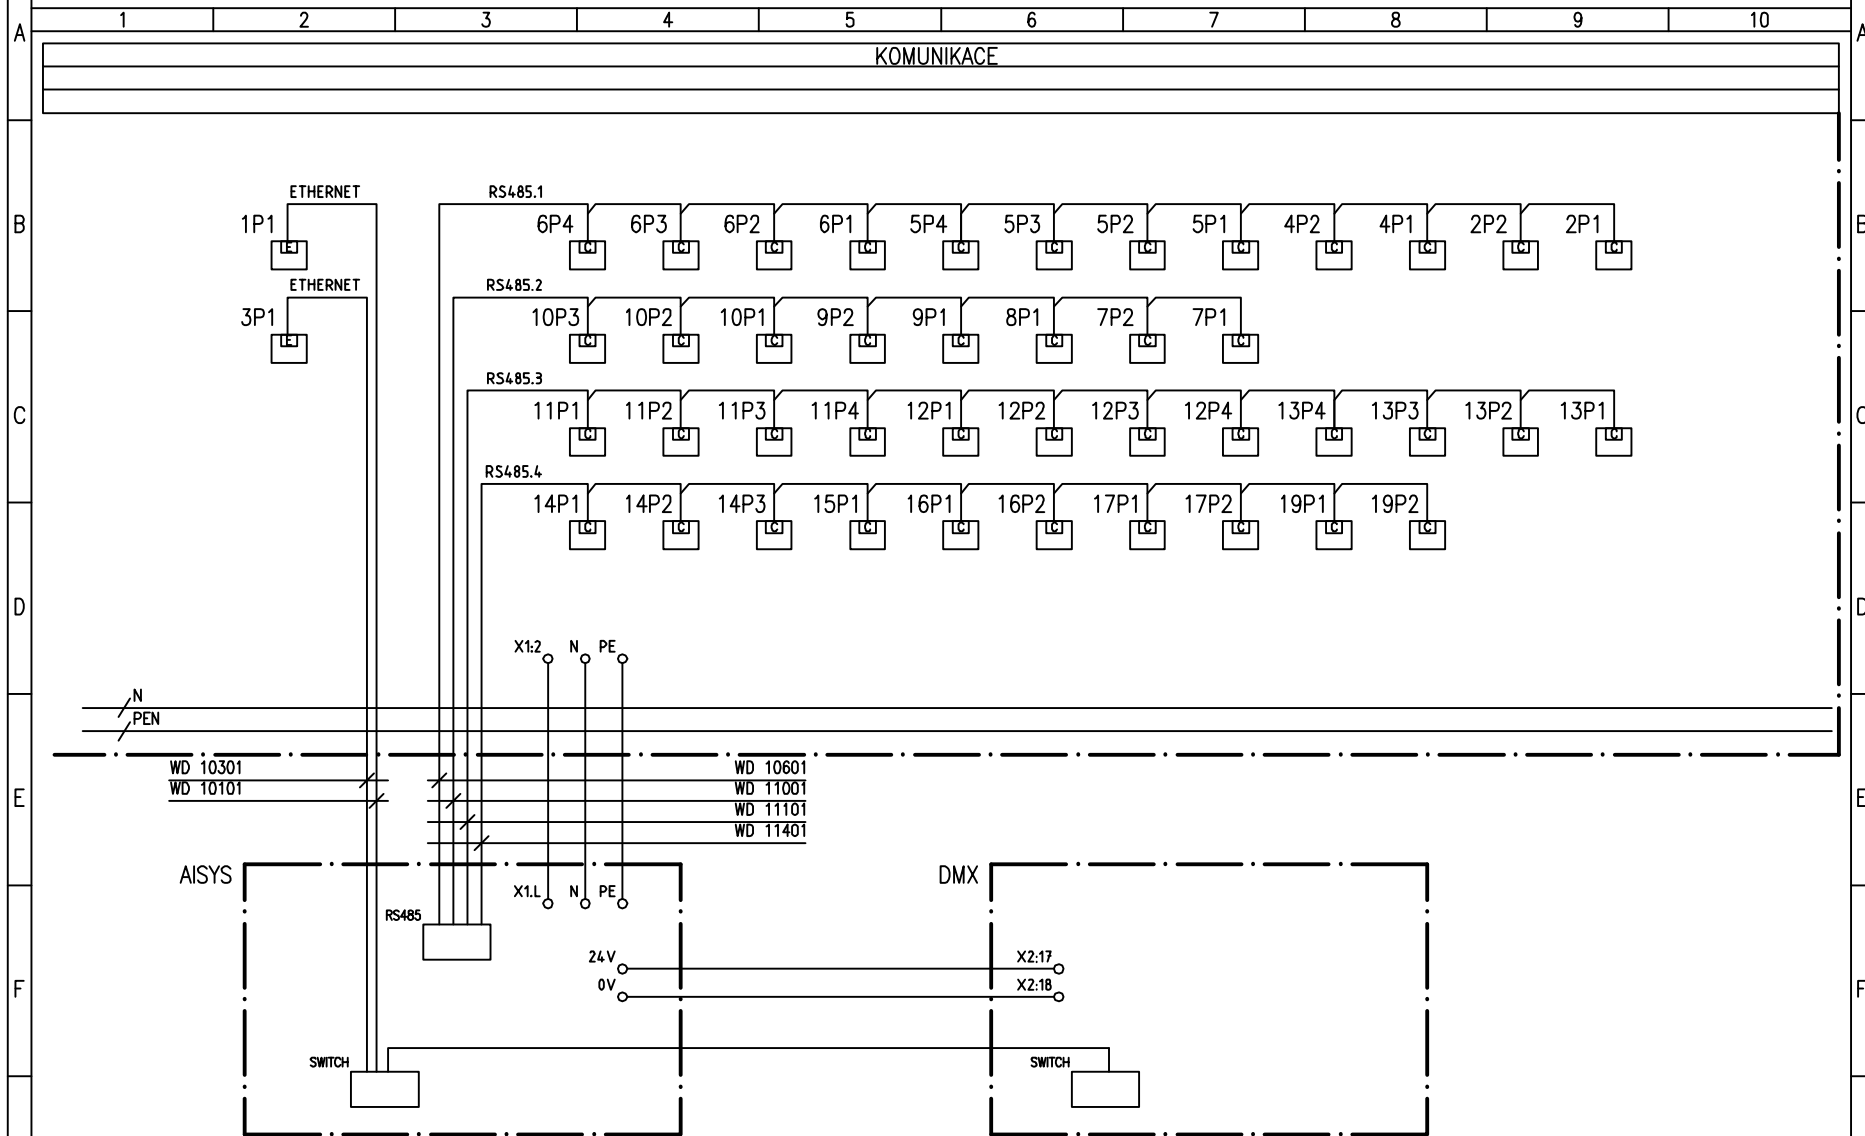 1 2 3 4 5 6 7 8 9 10
A A
KOMUNIKACE
ETHERNET RS485.1
B 1P1 6P4 6P3 6P2 6P1 5P4 5P3 5P2 5P1 4P2 4P1 2P2 2P1 B
E C C C C C C C C C C C C
ETHERNET RS485.2
3P1 10P3 10P2 10P1 9P2 9P1 8P1 7P2 7P1
E C C C C C C C C
RS485.3
C 11P1 11P2 11P3 11P4 12P1 12P2 12P3 12P4 13P4 13P3 13P2 13P1 C
C C C C C C C C C C C C
RS485.4
14P1 14P2 14P3 15P1 16P1 16P2 17P1 17P2 19P1 19P2
C C C C C C C C C C
D D
X1:2 N PE
N
PEN
WD 10301 WD 10601
E WD 10101 WD 11001 E
WD 11101
WD 11401
AISYS DMX
X1.L N PE
RS485
24V X2:17
F 0V X2:18 F
SWITCH SWITCH